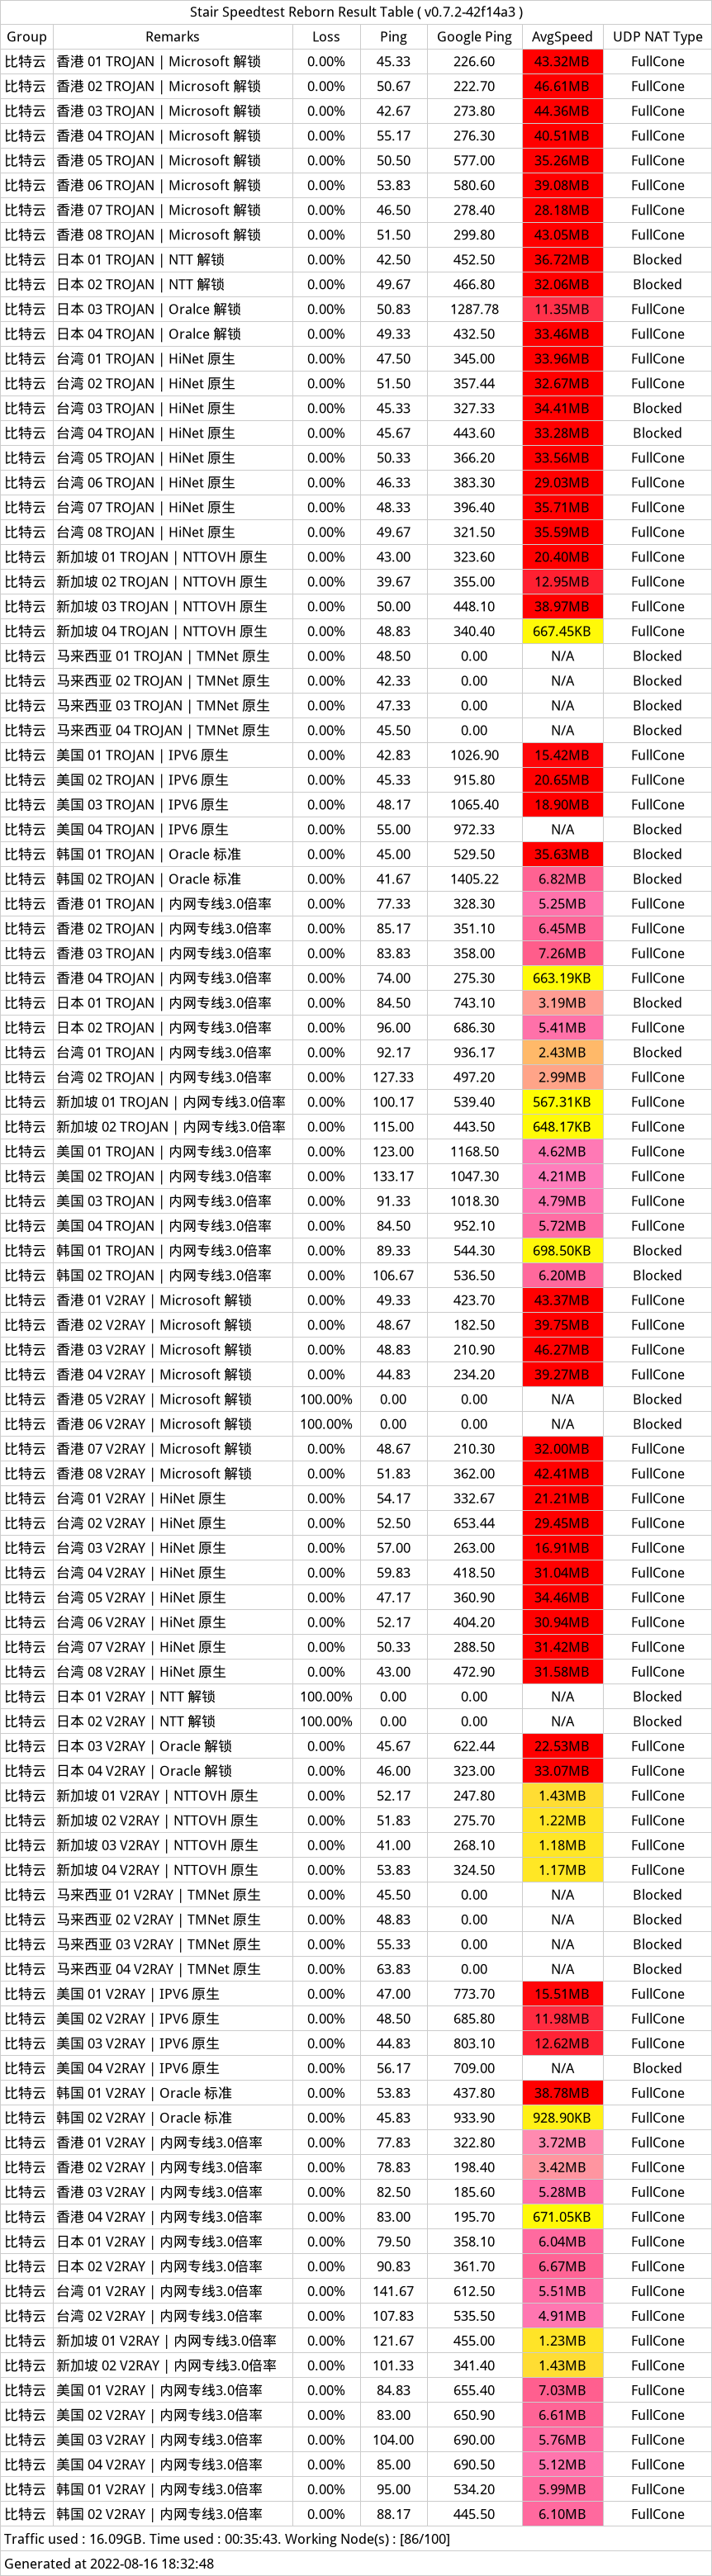 Stair Speedtest Reborn Result Table ( v0.7.2-42f14a3 )
Group Remarks Loss Ping Google Ping AvgSpeed UDP NAT Type
比特云 香港 01 TROJAN | Microsoft 解锁 0.00% 45.33 226.60 43.32MB FullCone
比特云 香港 02 TROJAN | Microsoft 解锁 0.00% 50.67 222.70 46.61MB FullCone
比特云 香港 03 TROJAN | Microsoft 解锁 0.00% 42.67 273.80 44.36MB FullCone
比特云 香港 04 TROJAN | Microsoft 解锁 0.00% 55.17 276.30 40.51MB FullCone
比特云 香港 05 TROJAN | Microsoft 解锁 0.00% 50.50 577.00 35.26MB FullCone
比特云 香港 06 TROJAN | Microsoft 解锁 0.00% 53.83 580.60 39.08MB FullCone
比特云 香港 07 TROJAN | Microsoft 解锁 0.00% 46.50 278.40 28.18MB FullCone
比特云 香港 08 TROJAN | Microsoft 解锁 0.00% 51.50 299.80 43.05MB FullCone
比特云 日本 01 TROJAN | NTT 解锁 0.00% 42.50 452.50 36.72MB Blocked
比特云 日本 02 TROJAN | NTT 解锁 0.00% 49.67 466.80 32.06MB Blocked
比特云 日本 03 TROJAN | Oralce 解锁 0.00% 50.83 1287.78 11.35MB FullCone
比特云 日本 04 TROJAN | Oralce 解锁 0.00% 49.33 432.50 33.46MB FullCone
比特云 台湾 01 TROJAN | HiNet 原生 0.00% 47.50 345.00 33.96MB FullCone
比特云 台湾 02 TROJAN | HiNet 原生 0.00% 51.50 357.44 32.67MB FullCone
比特云 台湾 03 TROJAN | HiNet 原生 0.00% 45.33 327.33 34.41MB Blocked
比特云 台湾 04 TROJAN | HiNet 原生 0.00% 45.67 443.60 33.28MB Blocked
比特云 台湾 05 TROJAN | HiNet 原生 0.00% 50.33 366.20 33.56MB FullCone
比特云 台湾 06 TROJAN | HiNet 原生 0.00% 46.33 383.30 29.03MB FullCone
比特云 台湾 07 TROJAN | HiNet 原生 0.00% 48.33 396.40 35.71MB FullCone
比特云 台湾 08 TROJAN | HiNet 原生 0.00% 49.67 321.50 35.59MB FullCone
比特云 新加坡 01 TROJAN | NTTOVH 原生 0.00% 43.00 323.60 20.40MB FullCone
比特云 新加坡 02 TROJAN | NTTOVH 原生 0.00% 39.67 355.00 12.95MB FullCone
比特云 新加坡 03 TROJAN | NTTOVH 原生 0.00% 50.00 448.10 38.97MB FullCone
比特云 新加坡 04 TROJAN | NTTOVH 原生 0.00% 48.83 340.40 667.45KB FullCone
比特云 马来西亚 01 TROJAN | TMNet 原生 0.00% 48.50 0.00 N/A Blocked
比特云 马来西亚 02 TROJAN | TMNet 原生 0.00% 42.33 0.00 N/A Blocked
比特云 马来西亚 03 TROJAN | TMNet 原生 0.00% 47.33 0.00 N/A Blocked
比特云 马来西亚 04 TROJAN | TMNet 原生 0.00% 45.50 0.00 N/A Blocked
比特云 美国 01 TROJAN | IPV6 原生 0.00% 42.83 1026.90 15.42MB FullCone
比特云 美国 02 TROJAN | IPV6 原生 0.00% 45.33 915.80 20.65MB FullCone
比特云 美国 03 TROJAN | IPV6 原生 0.00% 48.17 1065.40 18.90MB FullCone
比特云 美国 04 TROJAN | IPV6 原生 0.00% 55.00 972.33 N/A Blocked
比特云 韩国 01 TROJAN | Oracle 标准 0.00% 45.00 529.50 35.63MB Blocked
比特云 韩国 02 TROJAN | Oracle 标准 0.00% 41.67 1405.22 6.82MB Blocked
比特云 香港 01 TROJAN | 内网专线3.0倍率 0.00% 77.33 328.30 5.25MB FullCone
比特云 香港 02 TROJAN | 内网专线3.0倍率 0.00% 85.17 351.10 6.45MB FullCone
比特云 香港 03 TROJAN | 内网专线3.0倍率 0.00% 83.83 358.00 7.26MB FullCone
比特云 香港 04 TROJAN | 内网专线3.0倍率 0.00% 74.00 275.30 663.19KB FullCone
比特云 日本 01 TROJAN | 内网专线3.0倍率 0.00% 84.50 743.10 3.19MB Blocked
比特云 日本 02 TROJAN | 内网专线3.0倍率 0.00% 96.00 686.30 5.41MB FullCone
比特云 台湾 01 TROJAN | 内网专线3.0倍率 0.00% 92.17 936.17 2.43MB Blocked
比特云 台湾 02 TROJAN | 内网专线3.0倍率 0.00% 127.33 497.20 2.99MB FullCone
比特云 新加坡 01 TROJAN | 内网专线3.0倍率 0.00% 100.17 539.40 567.31KB FullCone
比特云 新加坡 02 TROJAN | 内网专线3.0倍率 0.00% 115.00 443.50 648.17KB FullCone
比特云 美国 01 TROJAN | 内网专线3.0倍率 0.00% 123.00 1168.50 4.62MB FullCone
比特云 美国 02 TROJAN | 内网专线3.0倍率 0.00% 133.17 1047.30 4.21MB FullCone
比特云 美国 03 TROJAN | 内网专线3.0倍率 0.00% 91.33 1018.30 4.79MB FullCone
比特云 美国 04 TROJAN | 内网专线3.0倍率 0.00% 84.50 952.10 5.72MB FullCone
比特云 韩国 01 TROJAN | 内网专线3.0倍率 0.00% 89.33 544.30 698.50KB Blocked
比特云 韩国 02 TROJAN | 内网专线3.0倍率 0.00% 106.67 536.50 6.20MB Blocked
比特云 香港 01 V2RAY | Microsoft 解锁 0.00% 49.33 423.70 43.37MB FullCone
比特云 香港 02 V2RAY | Microsoft 解锁 0.00% 48.67 182.50 39.75MB FullCone
比特云 香港 03 V2RAY | Microsoft 解锁 0.00% 48.83 210.90 46.27MB FullCone
比特云 香港 04 V2RAY | Microsoft 解锁 0.00% 44.83 234.20 39.27MB FullCone
比特云 香港 05 V2RAY | Microsoft 解锁 100.00% 0.00 0.00 N/A Blocked
比特云 香港 06 V2RAY | Microsoft 解锁 100.00% 0.00 0.00 N/A Blocked
比特云 香港 07 V2RAY | Microsoft 解锁 0.00% 48.67 210.30 32.00MB FullCone
比特云 香港 08 V2RAY | Microsoft 解锁 0.00% 51.83 362.00 42.41MB FullCone
比特云 台湾 01 V2RAY | HiNet 原生 0.00% 54.17 332.67 21.21MB FullCone
比特云 台湾 02 V2RAY | HiNet 原生 0.00% 52.50 653.44 29.45MB FullCone
比特云 台湾 03 V2RAY | HiNet 原生 0.00% 57.00 263.00 16.91MB FullCone
比特云 台湾 04 V2RAY | HiNet 原生 0.00% 59.83 418.50 31.04MB FullCone
比特云 台湾 05 V2RAY | HiNet 原生 0.00% 47.17 360.90 34.46MB FullCone
比特云 台湾 06 V2RAY | HiNet 原生 0.00% 52.17 404.20 30.94MB FullCone
比特云 台湾 07 V2RAY | HiNet 原生 0.00% 50.33 288.50 31.42MB FullCone
比特云 台湾 08 V2RAY | HiNet 原生 0.00% 43.00 472.90 31.58MB FullCone
比特云 日本 01 V2RAY | NTT 解锁 100.00% 0.00 0.00 N/A Blocked
比特云 日本 02 V2RAY | NTT 解锁 100.00% 0.00 0.00 N/A Blocked
比特云 日本 03 V2RAY | Oracle 解锁 0.00% 45.67 622.44 22.53MB FullCone
比特云 日本 04 V2RAY | Oracle 解锁 0.00% 46.00 323.00 33.07MB FullCone
比特云 新加坡 01 V2RAY | NTTOVH 原生 0.00% 52.17 247.80 1.43MB FullCone
比特云 新加坡 02 V2RAY | NTTOVH 原生 0.00% 51.83 275.70 1.22MB FullCone
比特云 新加坡 03 V2RAY | NTTOVH 原生 0.00% 41.00 268.10 1.18MB FullCone
比特云 新加坡 04 V2RAY | NTTOVH 原生 0.00% 53.83 324.50 1.17MB FullCone
比特云 马来西亚 01 V2RAY | TMNet 原生 0.00% 45.50 0.00 N/A Blocked
比特云 马来西亚 02 V2RAY | TMNet 原生 0.00% 48.83 0.00 N/A Blocked
比特云 马来西亚 03 V2RAY | TMNet 原生 0.00% 55.33 0.00 N/A Blocked
比特云 马来西亚 04 V2RAY | TMNet 原生 0.00% 63.83 0.00 N/A Blocked
比特云 美国 01 V2RAY | IPV6 原生 0.00% 47.00 773.70 15.51MB FullCone
比特云 美国 02 V2RAY | IPV6 原生 0.00% 48.50 685.80 11.98MB FullCone
比特云 美国 03 V2RAY | IPV6 原生 0.00% 44.83 803.10 12.62MB FullCone
比特云 美国 04 V2RAY | IPV6 原生 0.00% 56.17 709.00 N/A Blocked
比特云 韩国 01 V2RAY | Oracle 标准 0.00% 53.83 437.80 38.78MB FullCone
比特云 韩国 02 V2RAY | Oracle 标准 0.00% 45.83 933.90 928.90KB FullCone
比特云 香港 01 V2RAY | 内网专线3.0倍率 0.00% 77.83 322.80 3.72MB FullCone
比特云 香港 02 V2RAY | 内网专线3.0倍率 0.00% 78.83 198.40 3.42MB FullCone
比特云 香港 03 V2RAY | 内网专线3.0倍率 0.00% 82.50 185.60 5.28MB FullCone
比特云 香港 04 V2RAY | 内网专线3.0倍率 0.00% 83.00 195.70 671.05KB FullCone
比特云 日本 01 V2RAY | 内网专线3.0倍率 0.00% 79.50 358.10 6.04MB FullCone
比特云 日本 02 V2RAY | 内网专线3.0倍率 0.00% 90.83 361.70 6.67MB FullCone
比特云 台湾 01 V2RAY | 内网专线3.0倍率 0.00% 141.67 612.50 5.51MB FullCone
比特云 台湾 02 V2RAY | 内网专线3.0倍率 0.00% 107.83 535.50 4.91MB FullCone
比特云 新加坡 01 V2RAY | 内网专线3.0倍率 0.00% 121.67 455.00 1.23MB FullCone
比特云 新加坡 02 V2RAY | 内网专线3.0倍率 0.00% 101.33 341.40 1.43MB FullCone
比特云 美国 01 V2RAY | 内网专线3.0倍率 0.00% 84.83 655.40 7.03MB FullCone
比特云 美国 02 V2RAY | 内网专线3.0倍率 0.00% 83.00 650.90 6.61MB FullCone
比特云 美国 03 V2RAY | 内网专线3.0倍率 0.00% 104.00 690.00 5.76MB FullCone
比特云 美国 04 V2RAY | 内网专线3.0倍率 0.00% 85.00 690.50 5.12MB FullCone
比特云 韩国 01 V2RAY | 内网专线3.0倍率 0.00% 95.00 534.20 5.99MB FullCone
比特云 韩国 02 V2RAY | 内网专线3.0倍率 0.00% 88.17 445.50 6.10MB FullCone
Traffic used : 16.09GB. Time used : 00:35:43. Working Node(s) : [86/100]
Generated at 2022-08-16 18:32:48